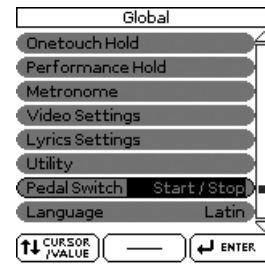 Global
Onetouch Hold
Performance Hold
Metronome
Video Settings
Lyrics Settings
Utility
Pedal Switch Start / Stop
Language Latin
CURSOR /VALUE ENTER